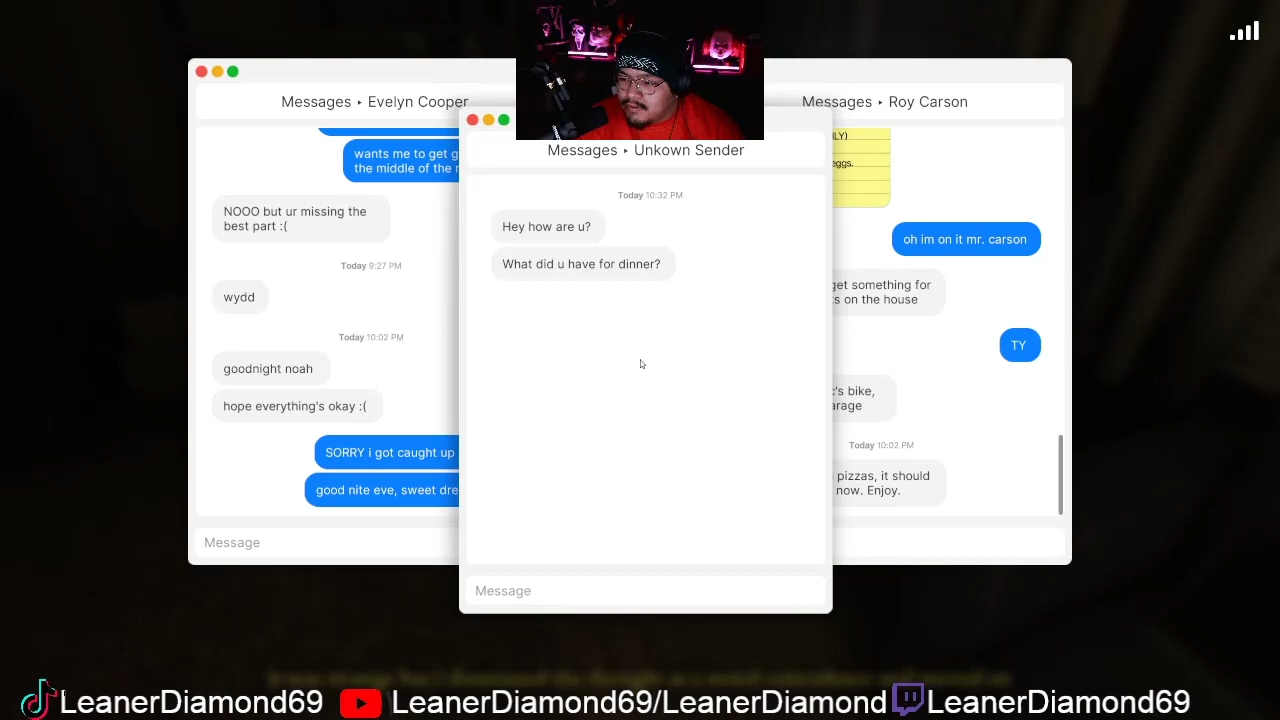 Messages ▸ Evelyn Cooper
wants me to get g
the middle of the r
NOOO but ur missing the
best part :(
Today 9:27 PM
wydd
Today 10:02 PM
goodnight noah
hope everything's okay :(
SORRY i got caught up
good nite eve, sweet dre
Message
Messages ▸ Unkown Sender
Today 10:32 PM
Hey how are u?
What did u have for dinner?
Message
Messages ▸ Roy Carson
LY)
eggs.
oh im on it mr. carson
get something for
s on the house
TY
c's bike,
arage
Today 10:02 PM
pizzas, it should
now. Enjoy.
LeanerDiamond69
LeanerDiamond69/LeanerDiamond
LeanerDiamond69